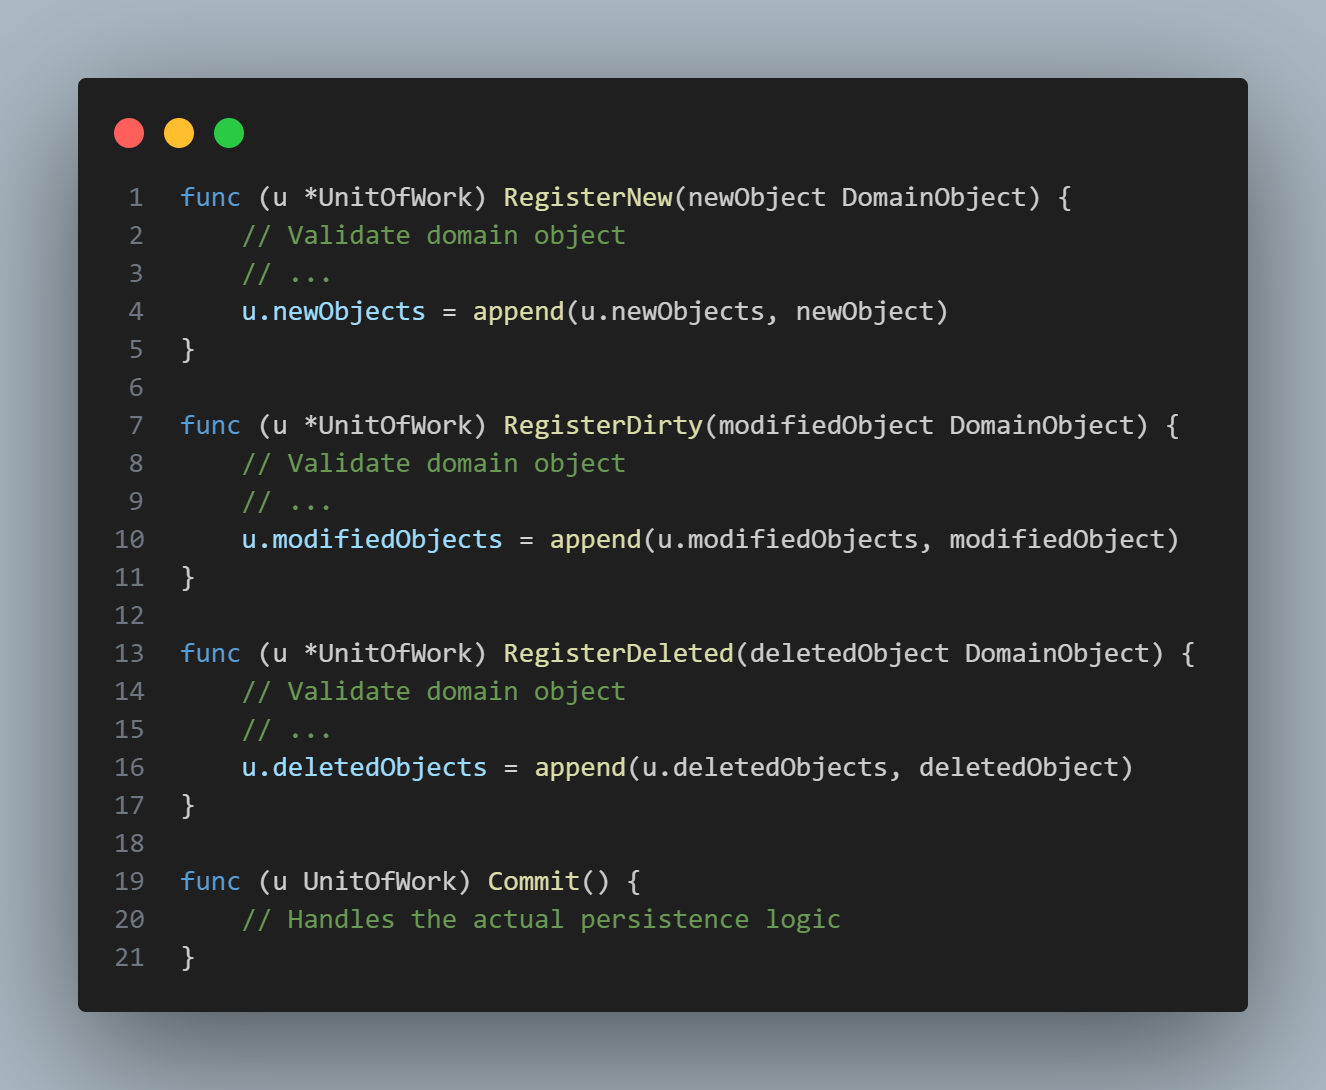 1 func (u *UnitOfWork) RegisterNew(newObject DomainObject) {
2     // Validate domain object
3     // ...
4     u.newObjects = append(u.newObjects, newObject)
5 }
6
7 func (u *UnitOfWork) RegisterDirty(modifiedObject DomainObject) {
8     // Validate domain object
9     // ...
10     u.modifiedObjects = append(u.modifiedObjects, modifiedObject)
11 }
12
13 func (u *UnitOfWork) RegisterDeleted(deletedObject DomainObject) {
14     // Validate domain object
15     // ...
16     u.deletedObjects = append(u.deletedObjects, deletedObject)
17 }
18
19 func (u UnitOfWork) Commit() {
20     // Handles the actual persistence logic
21 }